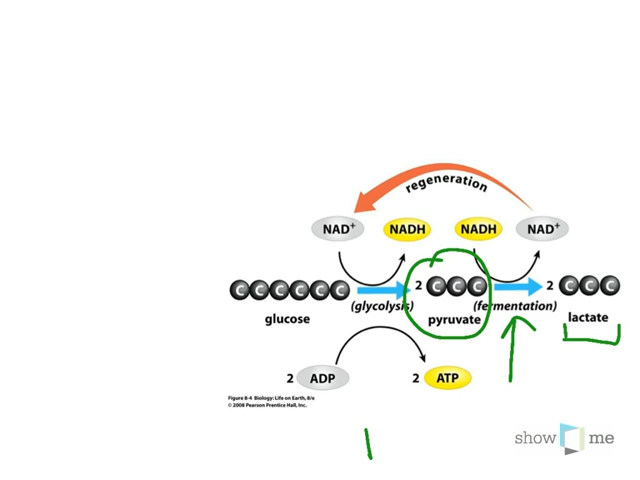 regeneration
NAD+ NADH NADH NAD+
C C C C C C 2 C C C 2 C C C
(glycolysis) (fermentation)
glucose pyruvate lactate
2 ADP 2 ATP
Figure 8-4 Biology: Life on Earth, 8/e
© 2008 Pearson Prentice Hall, Inc.
show me